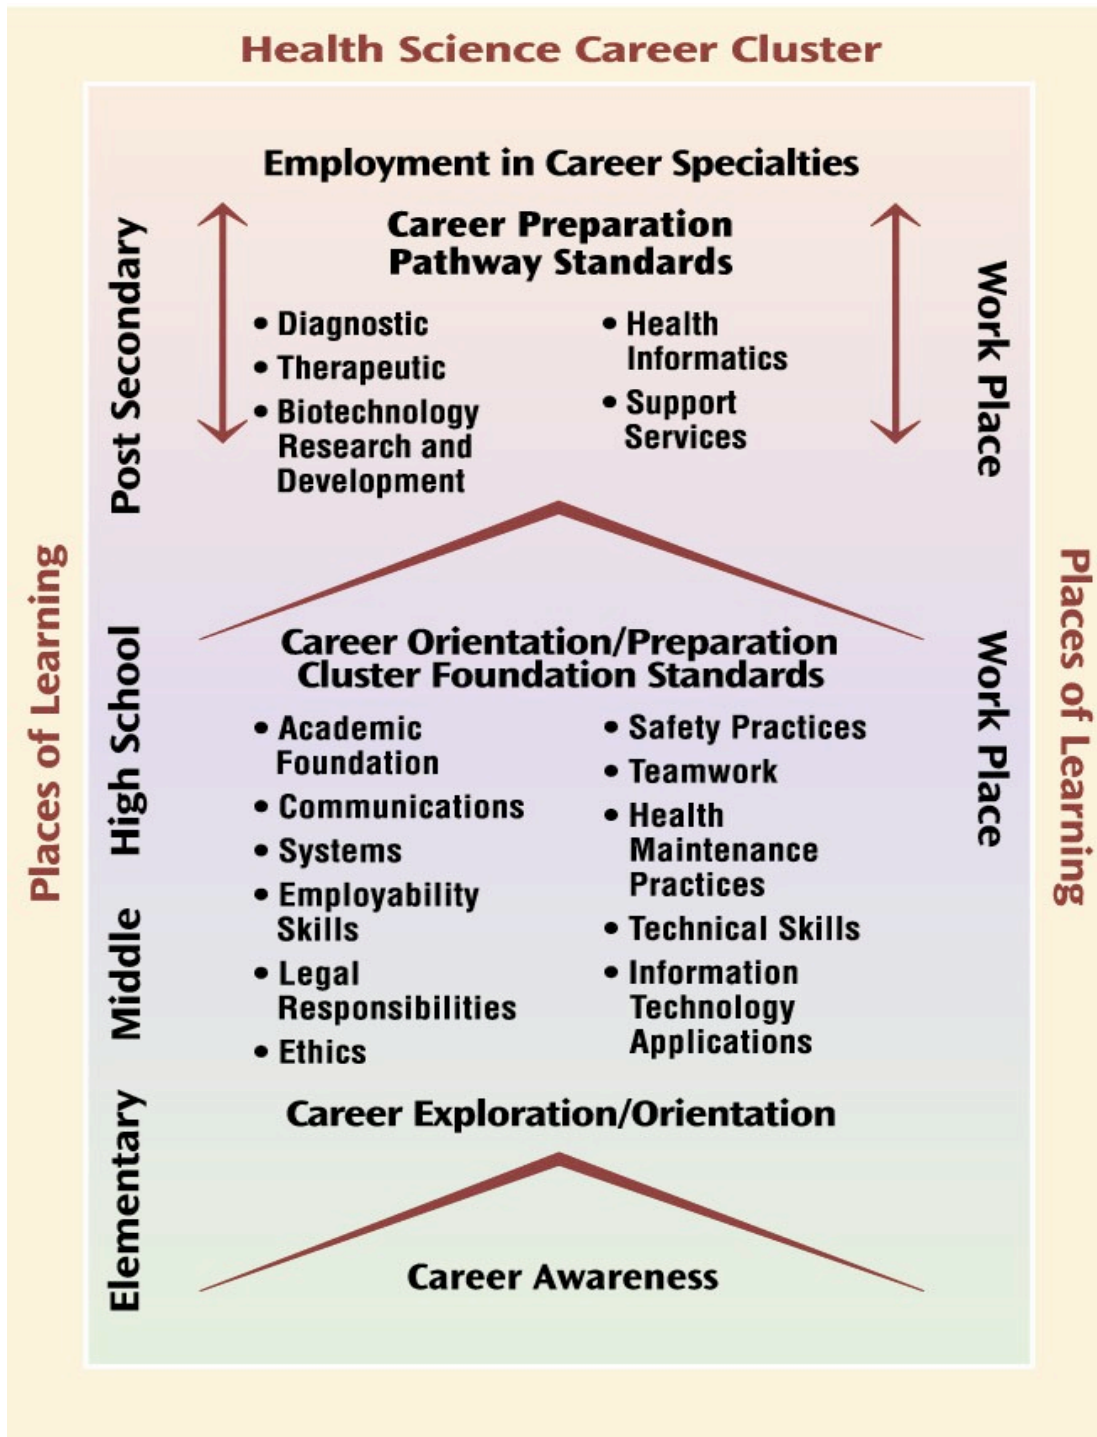 Health Science Career Cluster
Employment in Career Specialties
Career Preparation
Pathway Standards
• Diagnostic
• Therapeutic
• Biotechnology
Research and
Development
• Health
Informatics
• Support
Services
Post Secondary
Work Place
Career Orientation/Preparation
Cluster Foundation Standards
• Academic
Foundation
• Communications
• Systems
• Employability
Skills
• Legal
Responsibilities
• Ethics
• Safety Practices
• Teamwork
• Health
Maintenance
Practices
• Technical Skills
• Information
Technology
Applications
High School
Middle
Work Place
Career Exploration/Orientation
Elementary
Career Awareness
Places of Learning
Places of Learning